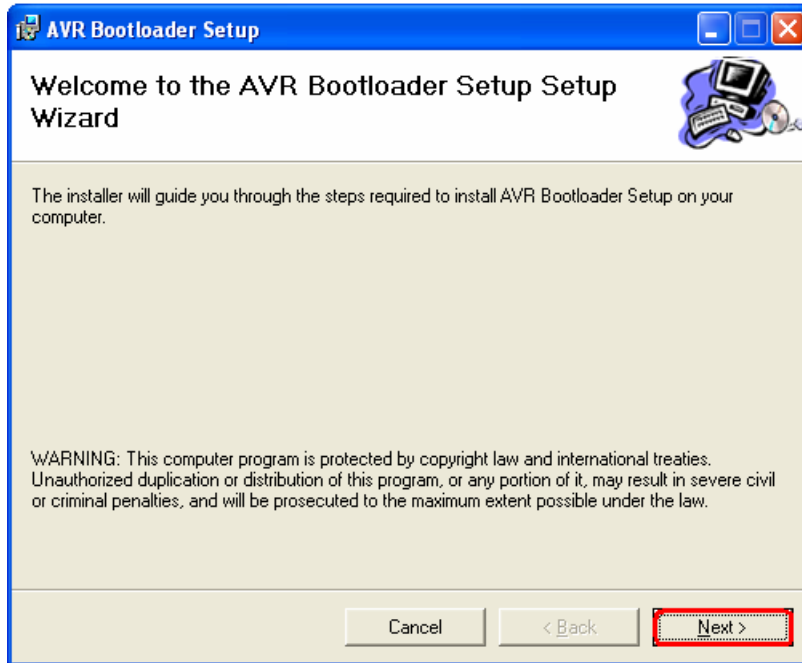 AVR Bootloader Setup
Welcome to the AVR Bootloader Setup Setup
Wizard
The installer will guide you through the steps required to install AVR Bootloader Setup on your
computer.
WARNING: This computer program is protected by copyright law and international treaties.
Unauthorized duplication or distribution of this program, or any portion of it, may result in severe civil
or criminal penalties, and will be prosecuted to the maximum extent possible under the law.
Cancel
< Back
Next >